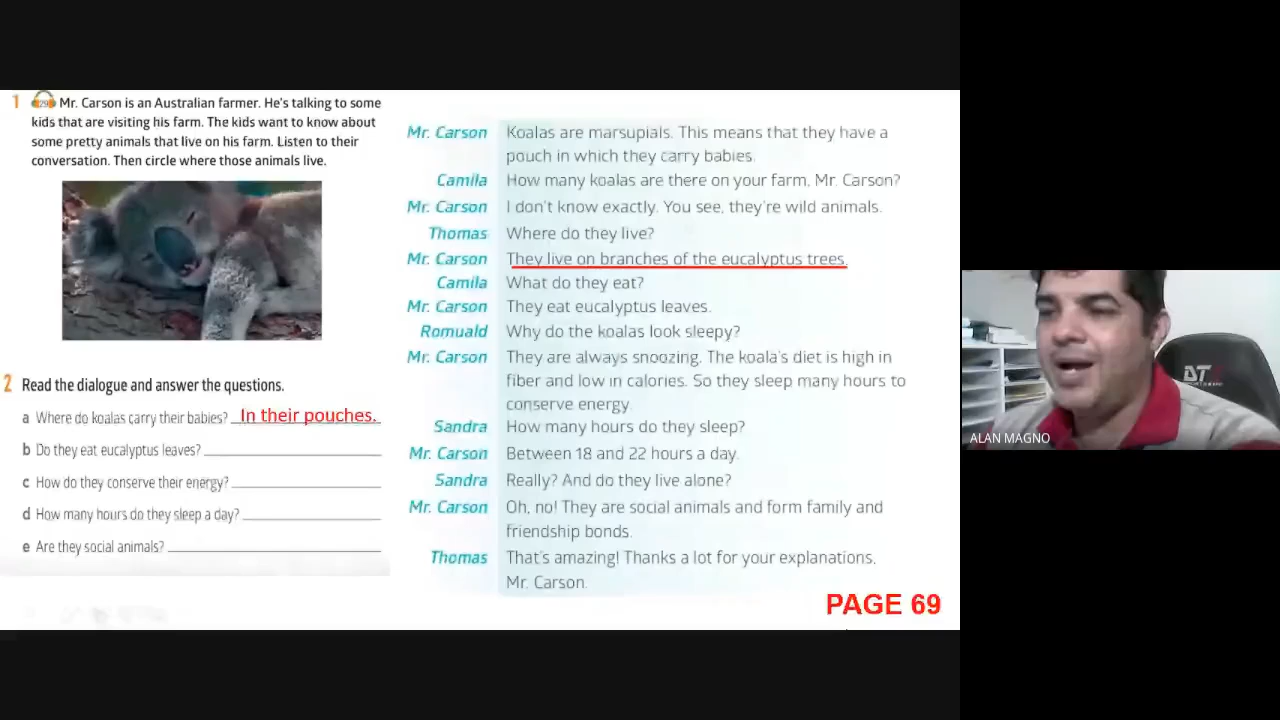 1 29 Mr. Carson is an Australian farmer. He's talking to some
kids that are visiting his farm. The kids want to know about
some pretty animals that live on his farm. Listen to their
conversation. Then circle where those animals live.
2 Read the dialogue and answer the questions.
a Where do koalas carry their babies? In their pouches.
b Do they eat eucalyptus leaves?
c How do they conserve their energy?
d How many hours do they sleep a day?
e Are they social animals?
Mr. Carson Koalas are marsupials. This means that they have a
pouch in which they carry babies.
Camila How many koalas are there on your farm, Mr. Carson?
Mr. Carson I don't know exactly. You see, they're wild animals.
Thomas Where do they live?
Mr. Carson They live on branches of the eucalyptus trees.
Camila What do they eat?
Mr. Carson They eat eucalyptus leaves.
Romuald Why do the koalas look sleepy?
Mr. Carson They are always snoozing. The koala's diet is high in
fiber and low in calories. So they sleep many hours to
conserve energy.
Sandra How many hours do they sleep?
Mr. Carson Between 18 and 22 hours a day.
Sandra Really? And do they live alone?
Mr. Carson Oh, no! They are social animals and form family and
friendship bonds.
Thomas That's amazing! Thanks a lot for your explanations,
Mr. Carson.
PAGE 69
ALAN MAGNO